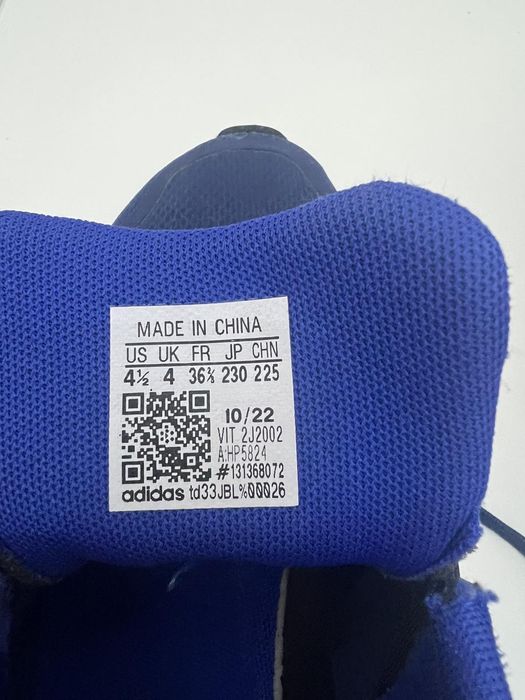 MADE IN CHINA
US UK FR JP CHN
4½ 4 36⅔ 230 225
10/22
VIT 2J2002
A:HP5824
#131368072
adidas td33JBL%00026